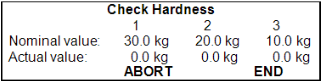 Check Hardness
1 2 3
Nominal value: 30.0 kg 20.0 kg 10.0 kg
Actual value: 0.0 kg 0.0 kg 0.0 kg
ABORT END